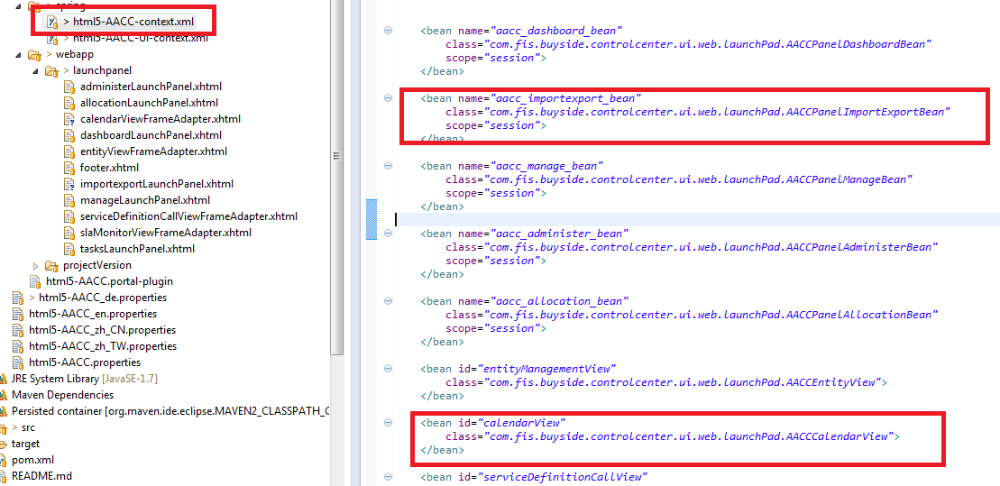 spring
> html5-AACC-context.xml
> html5-AACC-UI-context.xml
> webapp
> launchpanel
administerLaunchPanel.xhtml
allocationLaunchPanel.xhtml
calendarViewFrameAdapter.xhtml
dashboardLaunchPanel.xhtml
entityViewFrameAdapter.xhtml
footer.xhtml
importexportLaunchPanel.xhtml
manageLaunchPanel.xhtml
serviceDefinitionCallViewFrameAdapter.xhtml
slaMonitorViewFrameAdapter.xhtml
tasksLaunchPanel.xhtml
> projectVersion
html5-AACC.portal-plugin
> html5-AACC_de.properties
html5-AACC_en.properties
html5-AACC_zh_CN.properties
html5-AACC_zh_TW.properties
html5-AACC.properties
JRE System Library [JavaSE-1.7]
Maven Dependencies
Persisted container [org.maven.ide.eclipse.MAVEN2_CLASSPATH_C
> src
target
pom.xml
README.md
<bean name="aacc_dashboard_bean"
class="com.fis.buyside.controlcenter.ui.web.launchPad.AACCPanelDashboardBean"
scope="session">
</bean>
<bean name="aacc_importexport_bean"
class="com.fis.buyside.controlcenter.ui.web.launchPad.AACCPanelImportExportBean"
scope="session">
</bean>
<bean name="aacc_manage_bean"
class="com.fis.buyside.controlcenter.ui.web.launchPad.AACCPanelManageBean"
scope="session">
</bean>
<bean name="aacc_administer_bean"
class="com.fis.buyside.controlcenter.ui.web.launchPad.AACCPanelAdministerBean"
scope="session">
</bean>
<bean name="aacc_allocation_bean"
class="com.fis.buyside.controlcenter.ui.web.launchPad.AACCPanelAllocationBean"
scope="session">
</bean>
<bean id="entityManagementView"
class="com.fis.buyside.controlcenter.ui.web.launchPad.AACCEntityView">
</bean>
<bean id="calendarView"
class="com.fis.buyside.controlcenter.ui.web.launchPad.AACCCalendarView">
</bean>
<bean id="serviceDefinitionCallView"